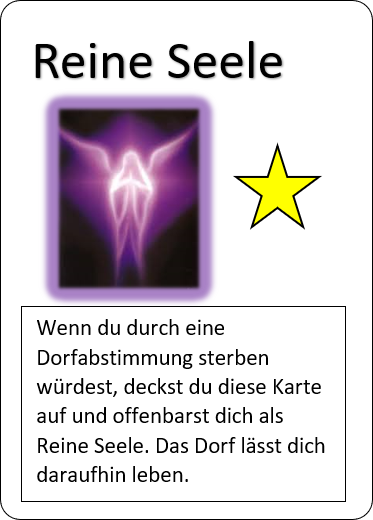 Reine Seele
Wenn du durch eine
Dorfabstimmung sterben
würdest, deckst du diese Karte
auf und offenbarst dich als
Reine Seele. Das Dorf lässt dich
daraufhin leben.